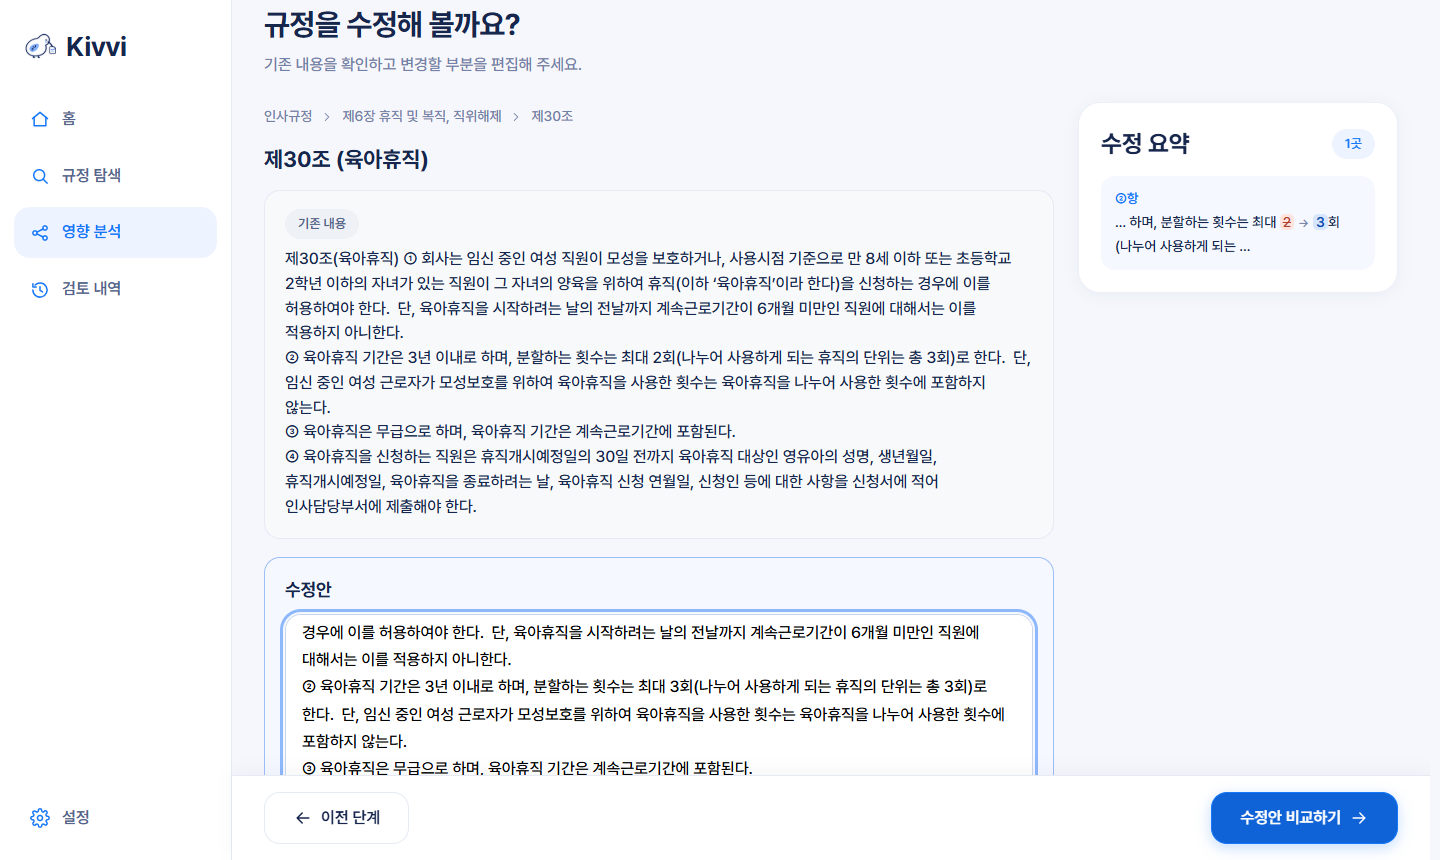 Kivvi
홈
규정 탐색
영향 분석
검토 내역
설정
규정을 수정해 볼까요?
기존 내용을 확인하고 변경할 부분을 편집해 주세요.
인사규정 > 제6장 휴직 및 복직, 직위해제 > 제30조
제30조 (육아휴직)
기존 내용
제30조(육아휴직) ① 회사는 임신 중인 여성 직원이 모성을 보호하거나, 사용시점 기준으로 만 8세 이하 또는 초등학교
2학년 이하의 자녀가 있는 직원이 그 자녀의 양육을 위하여 휴직(이하 ‘육아휴직’이라 한다)을 신청하는 경우에 이를
허용하여야 한다.  단, 육아휴직을 시작하려는 날의 전날까지 계속근로기간이 6개월 미만인 직원에 대해서는 이를
적용하지 아니한다.
② 육아휴직 기간은 3년 이내로 하며, 분할하는 횟수는 최대 2회(나누어 사용하게 되는 휴직의 단위는 총 3회)로 한다.  단,
임신 중인 여성 근로자가 모성보호를 위하여 육아휴직을 사용한 횟수는 육아휴직을 나누어 사용한 횟수에 포함하지
않는다.
③ 육아휴직은 무급으로 하며, 육아휴직 기간은 계속근로기간에 포함된다.
④ 육아휴직을 신청하는 직원은 휴직개시예정일의 30일 전까지 육아휴직 대상인 영유아의 성명, 생년월일,
휴직개시예정일, 육아휴직을 종료하려는 날, 육아휴직 신청 연월일, 신청인 등에 대한 사항을 신청서에 적어
인사담당부서에 제출해야 한다.
수정안
경우에 이를 허용하여야 한다.  단, 육아휴직을 시작하려는 날의 전날까지 계속근로기간이 6개월 미만인 직원에
대해서는 이를 적용하지 아니한다.
② 육아휴직 기간은 3년 이내로 하며, 분할하는 횟수는 최대 3회(나누어 사용하게 되는 휴직의 단위는 총 3회)로
한다.  단, 임신 중인 여성 근로자가 모성보호를 위하여 육아휴직을 사용한 횟수는 육아휴직을 나누어 사용한 횟수에
포함하지 않는다.
③ 육아휴직은 무급으로 하며, 육아휴직 기간은 계속근로기간에 포함된다.
수정 요약
1곳
②항
... 하며, 분할하는 횟수는 최대 2 → 3 회
(나누어 사용하게 되는 ...
← 이전 단계
수정안 비교하기 →